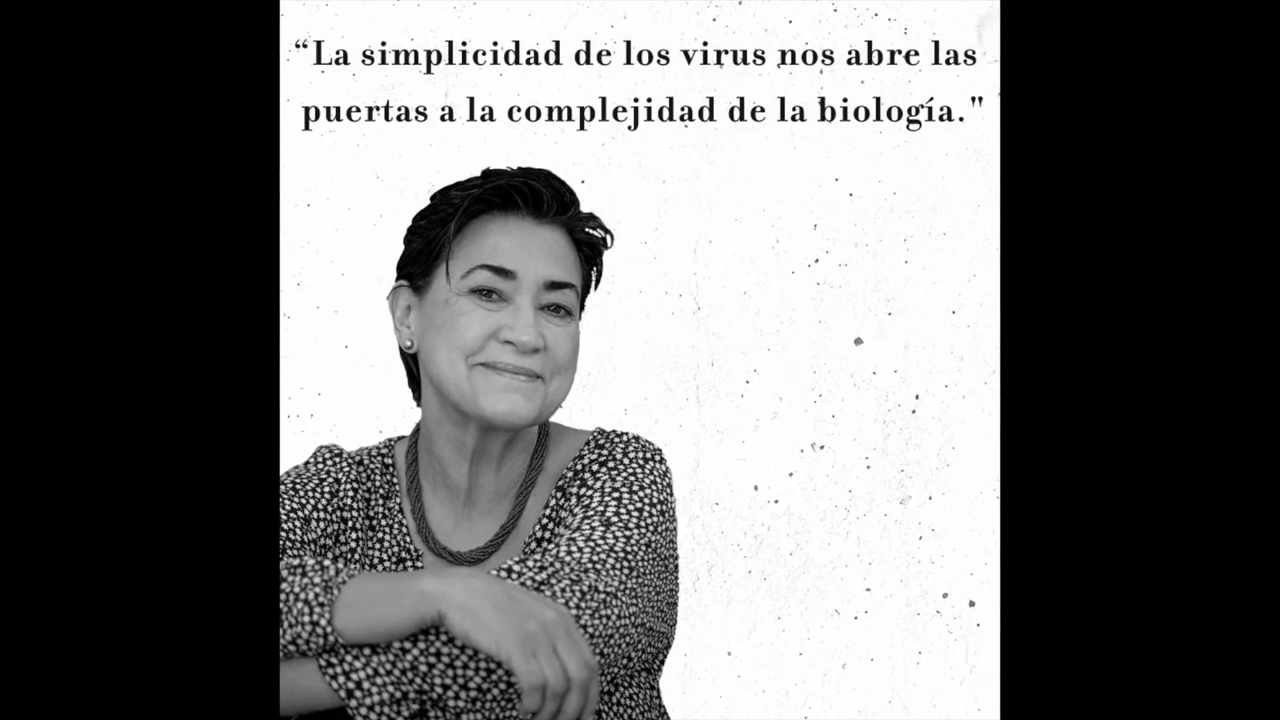 “La simplicidad de los virus nos abre las
puertas a la complejidad de la biología."